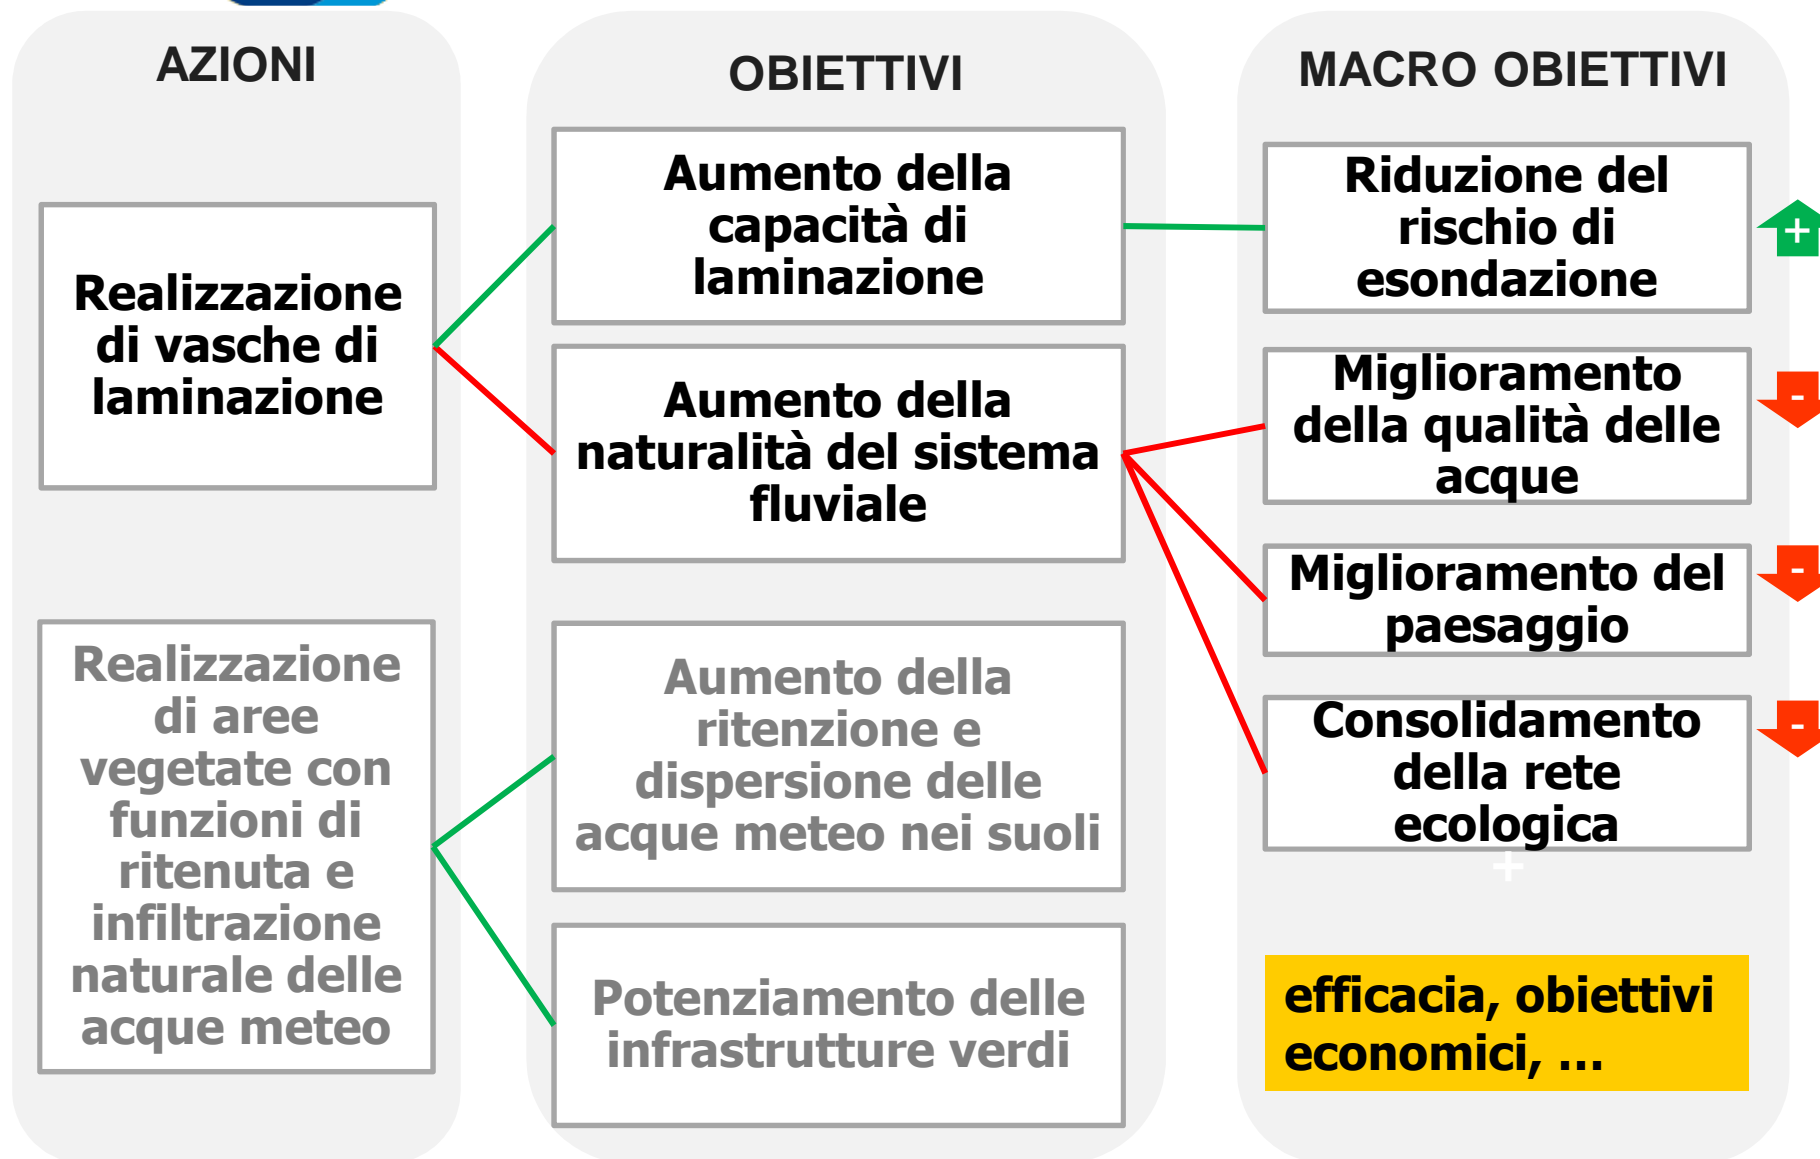 AZIONI
Realizzazione
di vasche di
laminazione
Realizzazione
di aree
vegetate con
funzioni di
ritenuta e
infiltrazione
naturale delle
acque meteo
OBIETTIVI
Aumento della
capacità di
laminazione
Aumento della
naturalità del sistema
fluviale
Aumento della
ritenzione e
dispersione delle
acque meteo nei suoli
Potenziamento delle
infrastrutture verdi
MACRO OBIETTIVI
Riduzione del
rischio di
esondazione
+
Miglioramento
della qualità delle
acque
-
Miglioramento del
paesaggio
-
Consolidamento
della rete
ecologica
-
+
efficacia, obiettivi
economici, ...